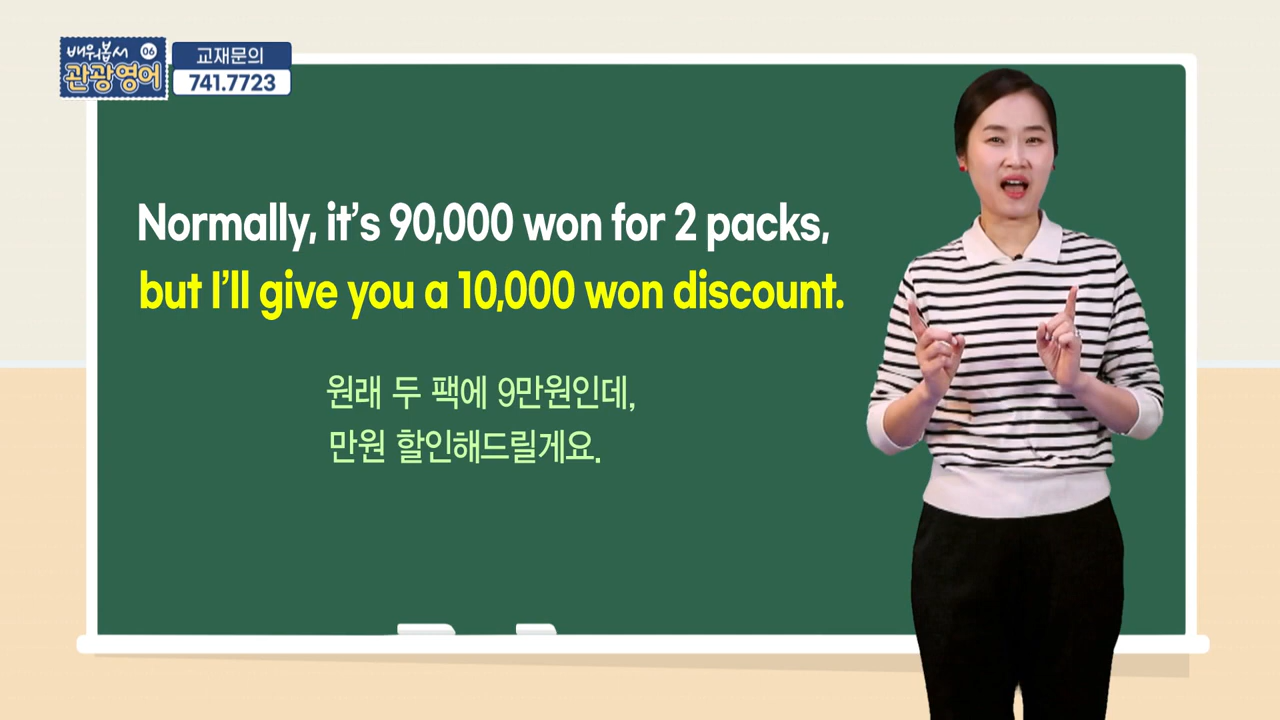 배워봅서 06
관광영어
교재문의
741.7723
Normally, it's 90,000 won for 2 packs,
but I'll give you a 10,000 won discount.
원래 두 팩에 9만원인데,
만원 할인해드릴게요.